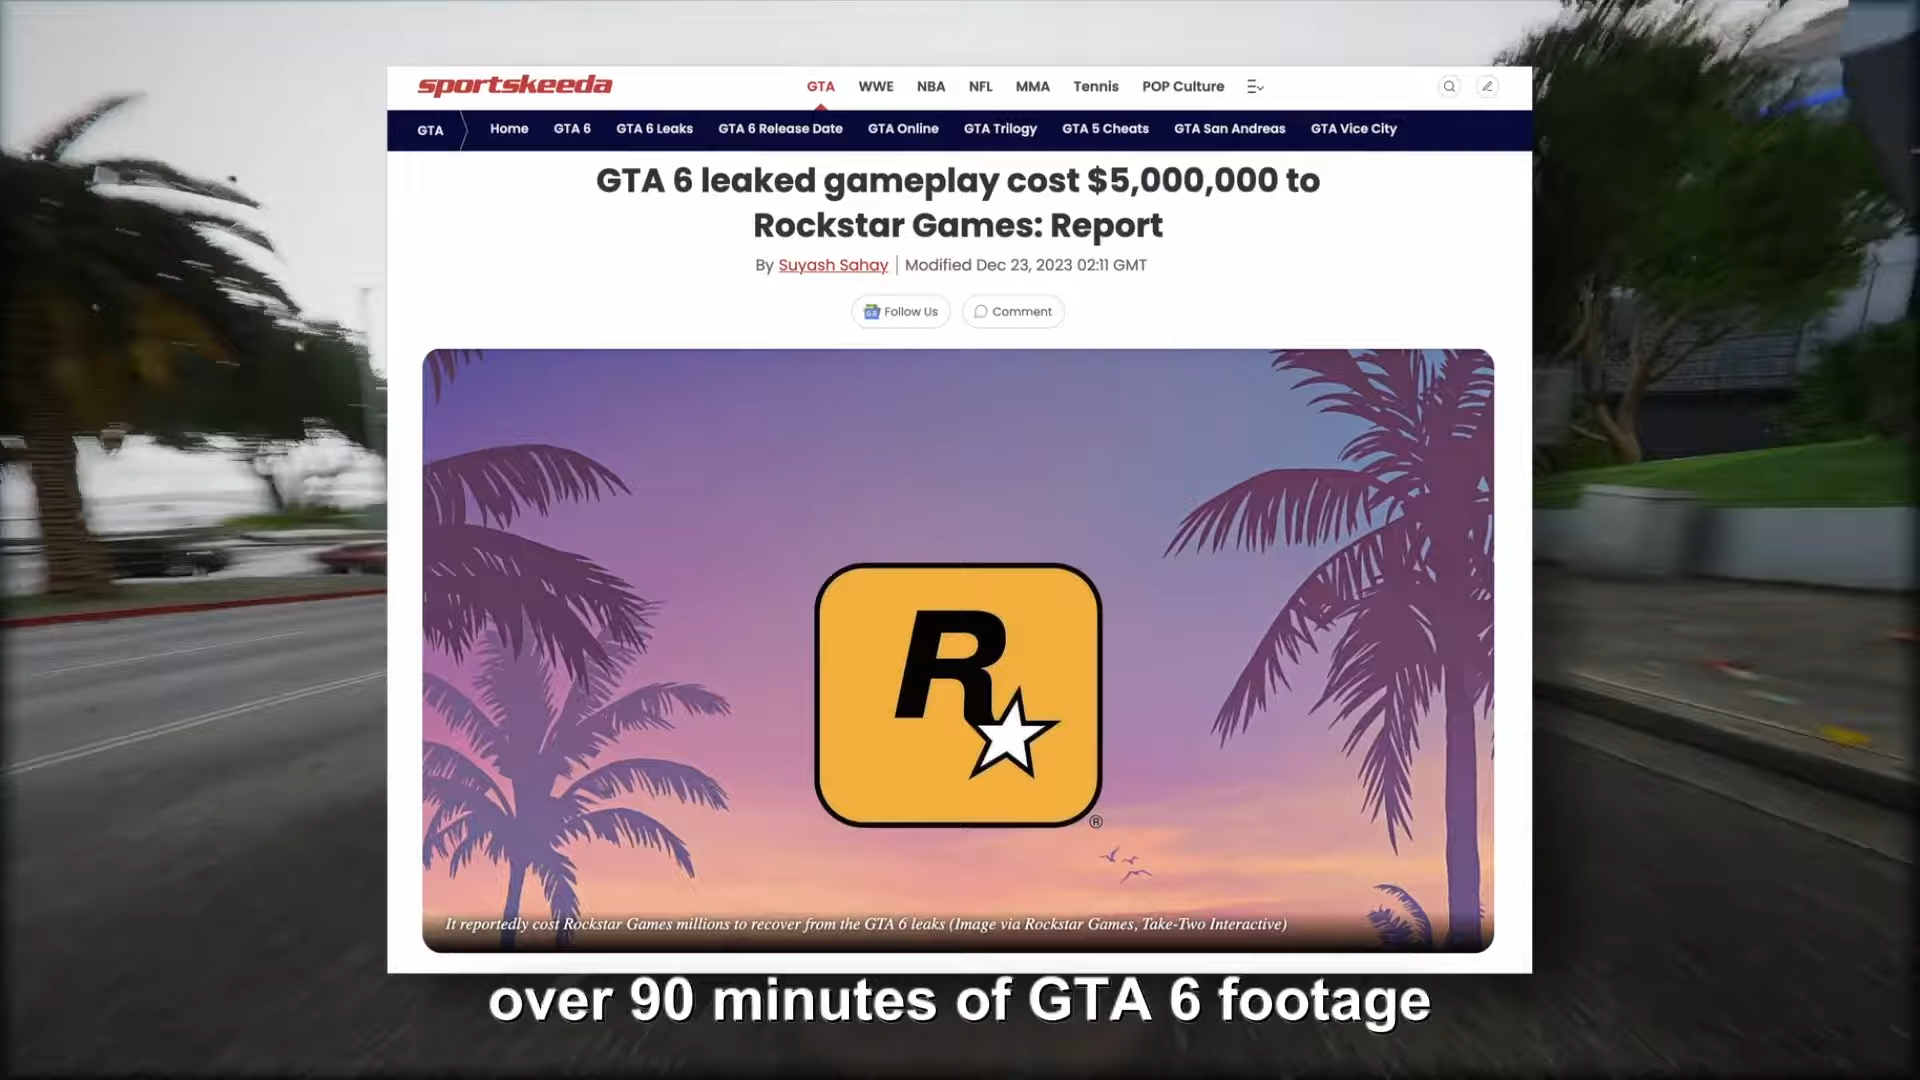 sportskeeda
GTA WWE NBA NFL MMA Tennis POP Culture
GTA Home GTA 6 GTA 6 Leaks GTA 6 Release Date GTA Online GTA Trilogy GTA 5 Cheats GTA San Andreas GTA Vice City
GTA 6 leaked gameplay cost $5,000,000 to
Rockstar Games: Report
By Suyash Sahay | Modified Dec 23, 2023 02:11 GMT
Follow Us Comment
R
®
It reportedly cost Rockstar Games millions to recover from the GTA 6 leaks (Image via Rockstar Games, Take-Two Interactive)
over 90 minutes of GTA 6 footage